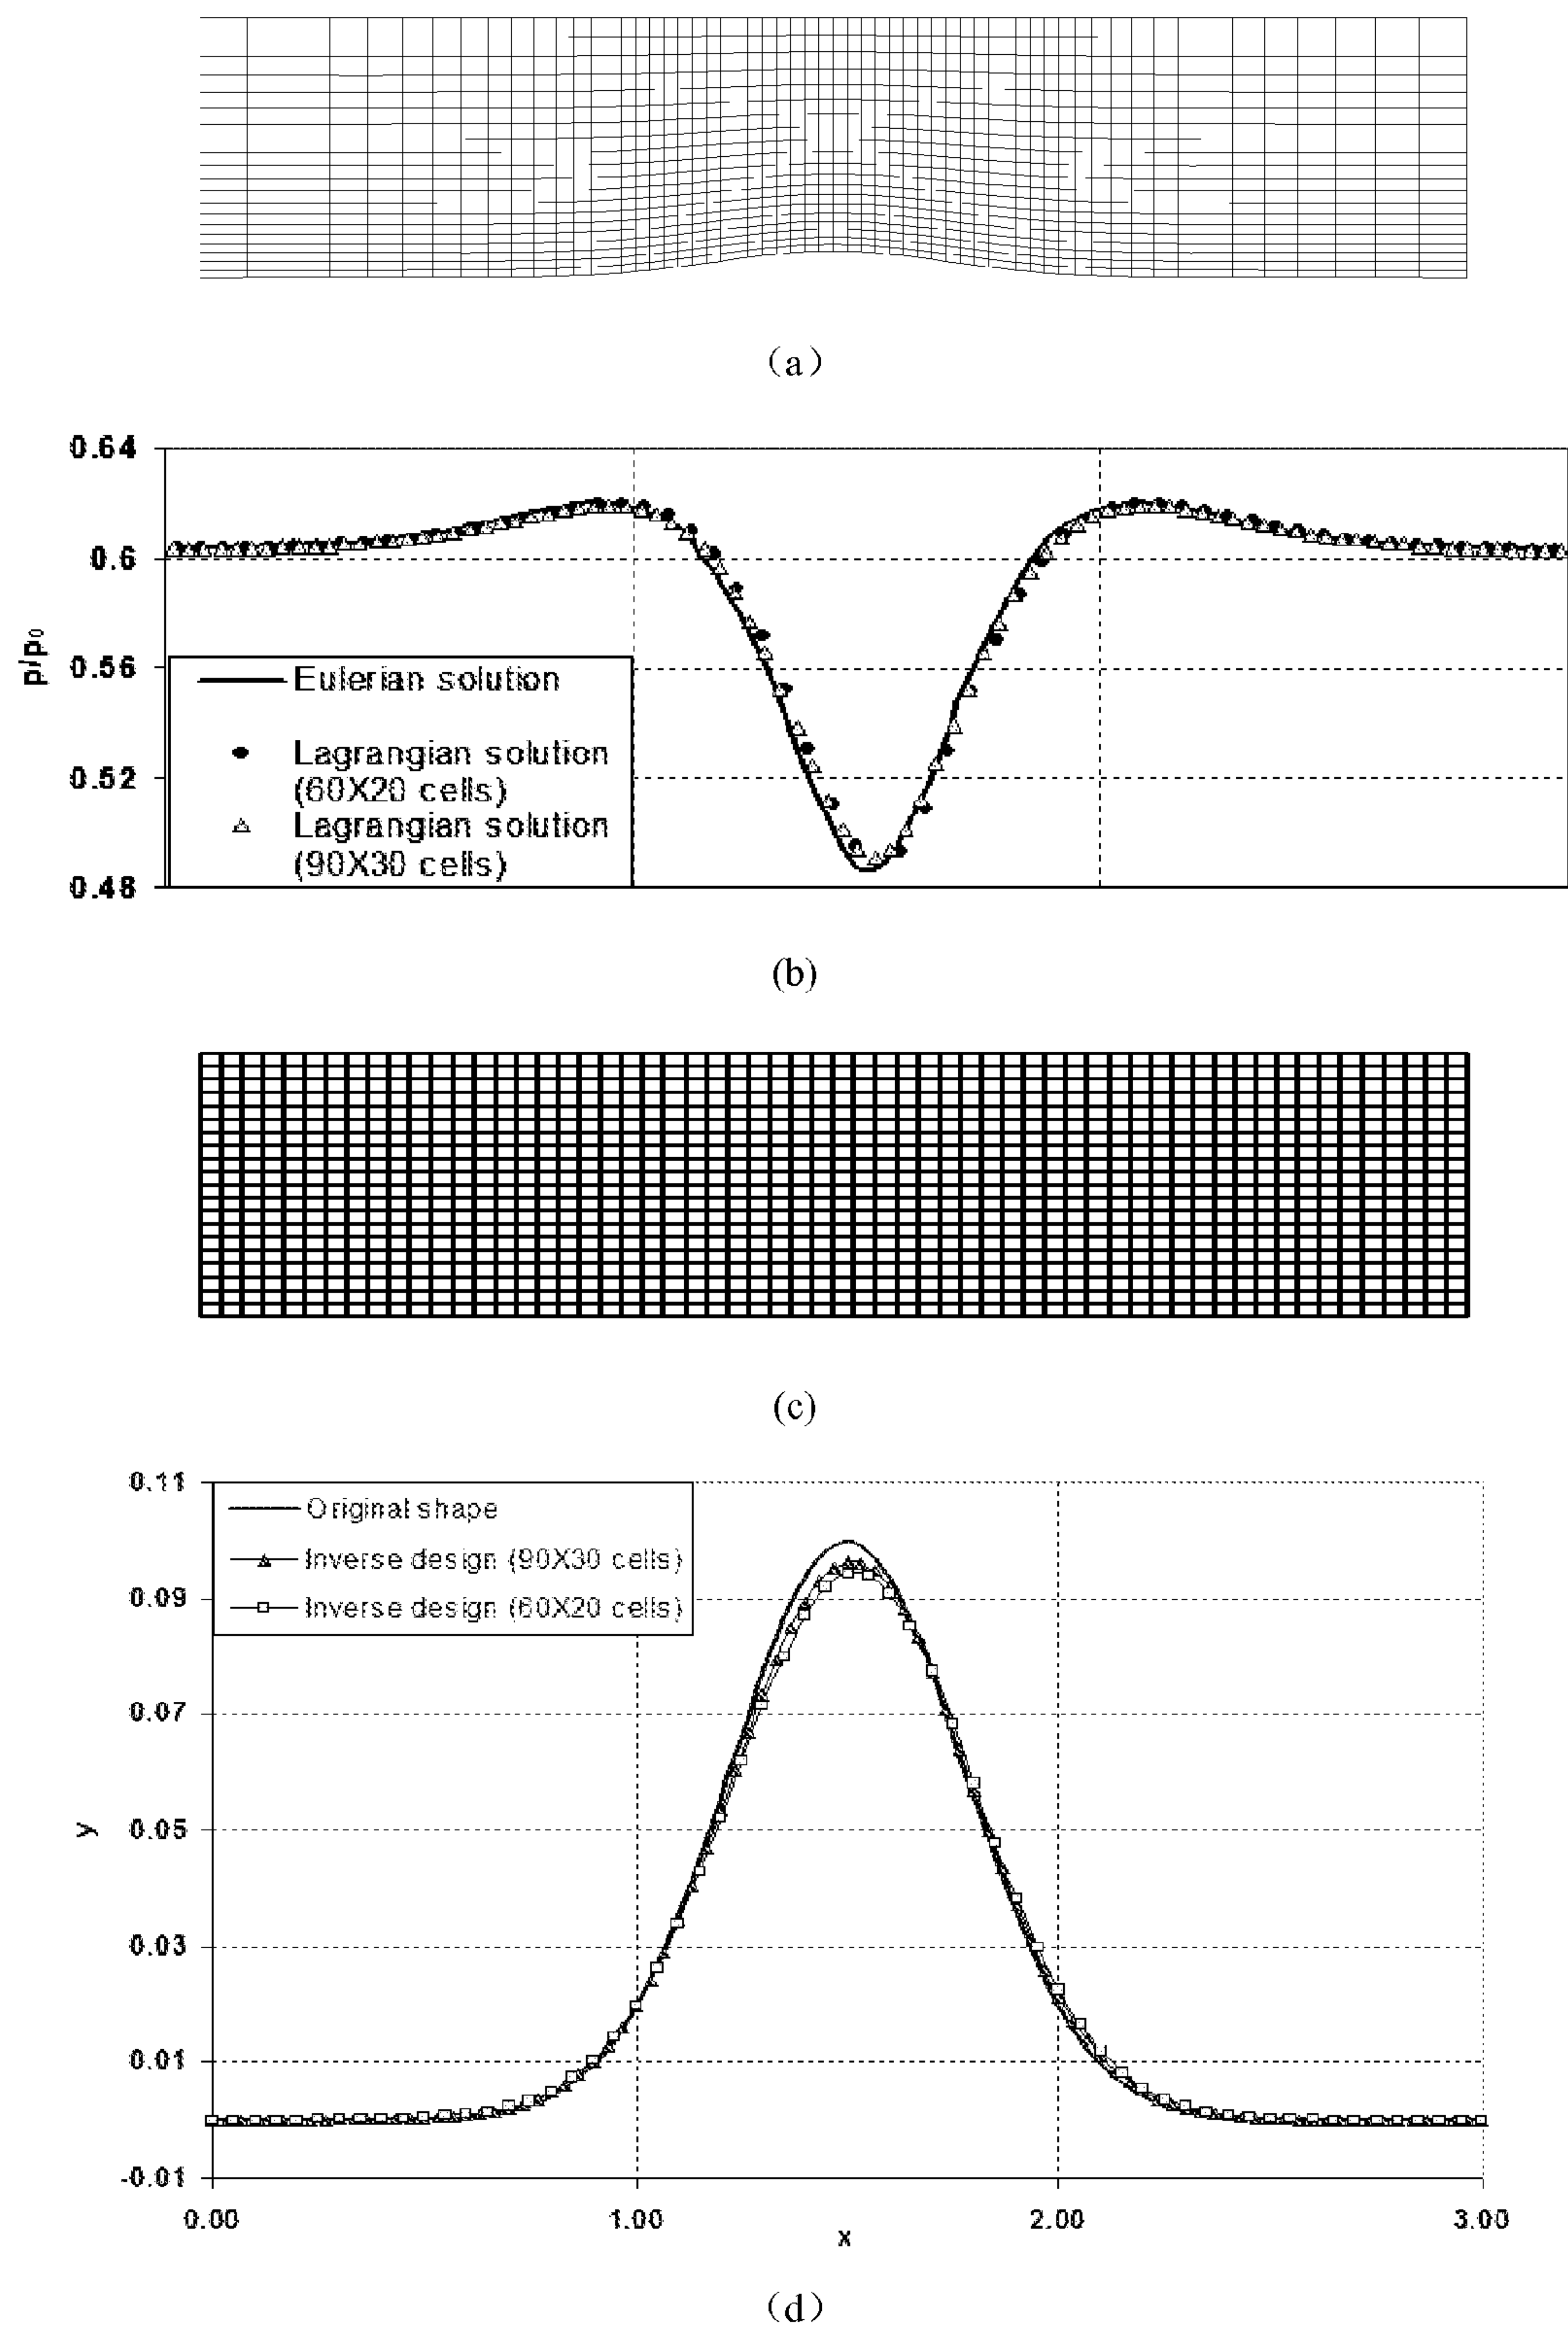 (a)
0.64
0.6
0.56
0.52
0.48
p/p0
Eulerian solution
Lagrangian solution
(60X20 cells)
Lagrangian solution
(90X30 cells)
(b)
(c)
0.11
0.09
0.07
0.05
0.03
0.01
-0.01
y
Original shape
Inverse design (90X30 cells)
Inverse design (60X20 cells)
0.00 1.00 2.00 3.00
x
(d)